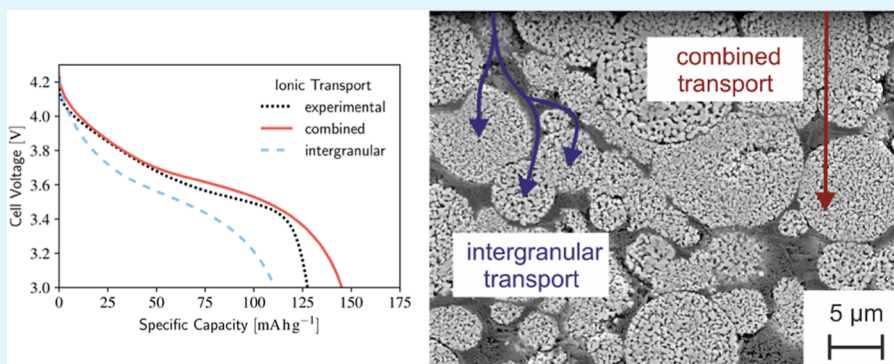 4.2
4.0
3.8
3.6
3.4
3.2
3.0
Cell Voltage [V]
Ionic Transport
experimental
combined
intergranular
0
25
50
75
100
125
150
175
Specific Capacity [mAh g⁻¹]
combined
transport
intergranular
transport
5 µm